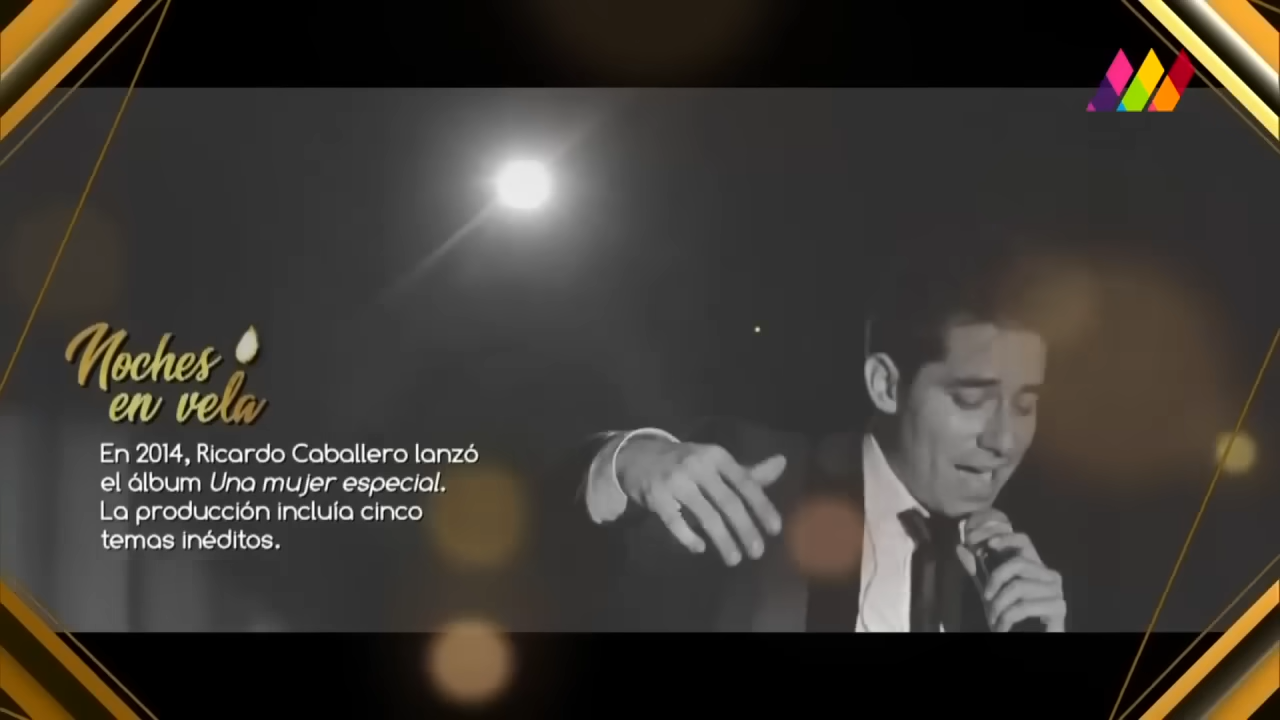 Noches
en vela
En 2014, Ricardo Caballero lanzó
el álbum Una mujer especial.
La producción incluía cinco
temas inéditos.